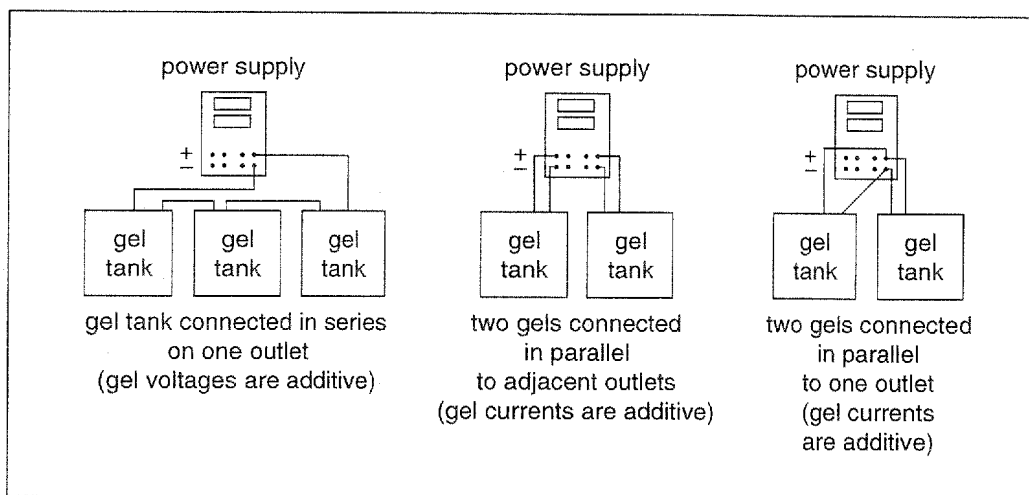 power supply
+
−
gel
tank
gel
tank
gel
tank
gel tank connected in series
on one outlet
(gel voltages are additive)
power supply
+
−
gel
tank
gel
tank
two gels connected
in parallel
to adjacent outlets
(gel currents are additive)
power supply
+
−
gel
tank
gel
tank
two gels connected
in parallel
to one outlet
(gel currents
are additive)